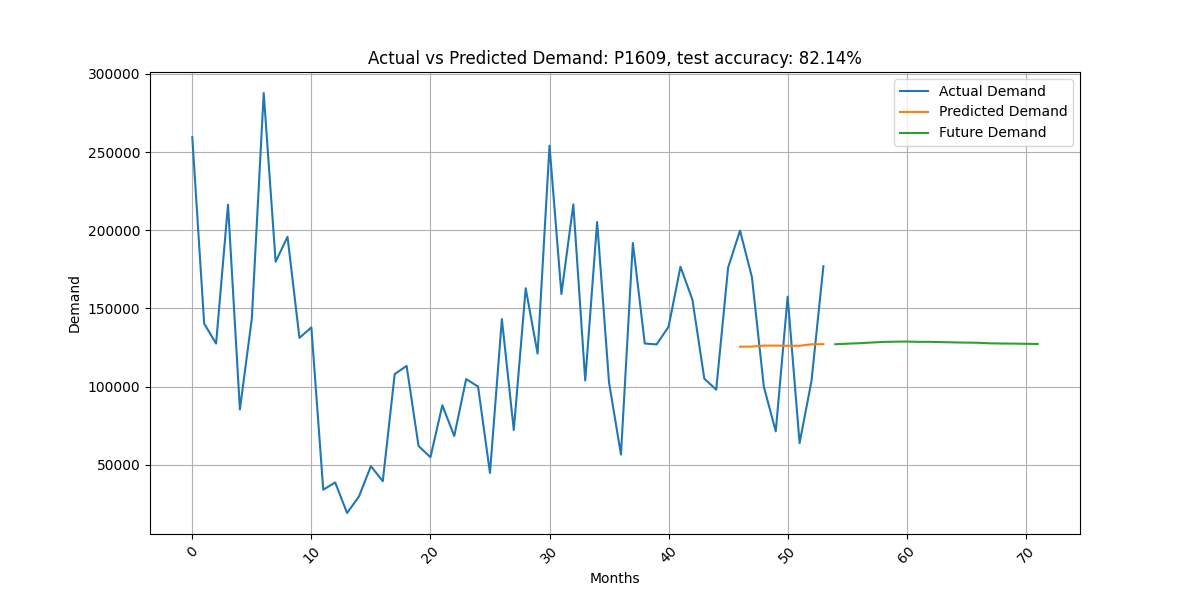 Actual vs Predicted Demand: P1609, test accuracy: 82.14%
300000
250000
200000
150000
100000
50000
Demand
Actual Demand
Predicted Demand
Future Demand
0
10
20
30
40
50
60
70
Months